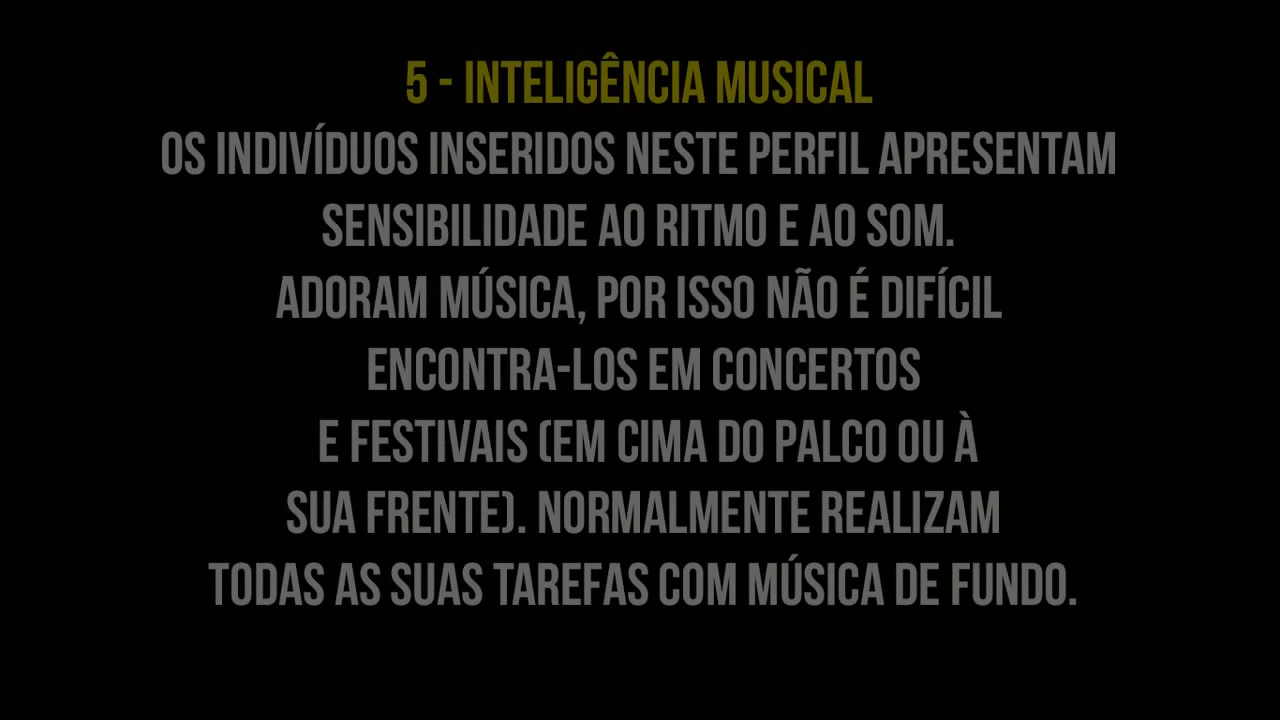 5 - INTELIGÊNCIA MUSICAL
OS INDIVÍDUOS INSERIDOS NESTE PERFIL APRESENTAM
SENSIBILIDADE AO RITMO E AO SOM.
ADORAM MÚSICA, POR ISSO NÃO É DIFÍCIL
ENCONTRA-LOS EM CONCERTOS
E FESTIVAIS (EM CIMA DO PALCO OU À
SUA FRENTE). NORMALMENTE REALIZAM
TODAS AS SUAS TAREFAS COM MÚSICA DE FUNDO.